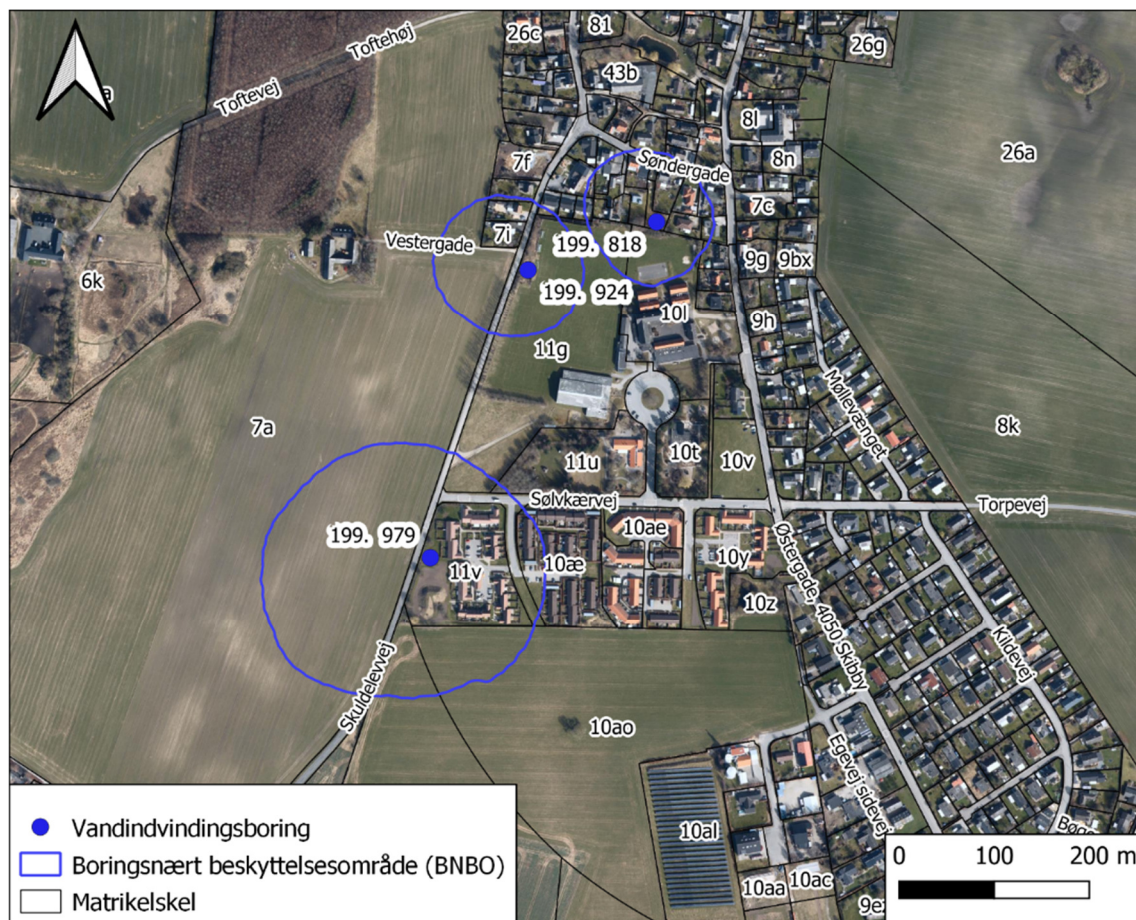 26c
81
26g
Toftehøj
43b
Toftevej
a
8l
26a
7f
Søndergade
8n
7c
7i
Vestergade
199. 818
9g
9bx
6k
199. 924
10l
9h
11g
Møllevænget
7a
8k
11u
10t
10v
Sølvkærvej
Torpevej
199. 979
10ae
11v
10æ
10y
10z
Østergade, 4050 Skibby
Kildevej
Skuldelevvej
10ao
Egevej sidevej
10al
Vandindvindingsboring
0 100 200 m
Boringsnært beskyttelsesområde (BNBO)
10aa
10ac
Matrikelskel